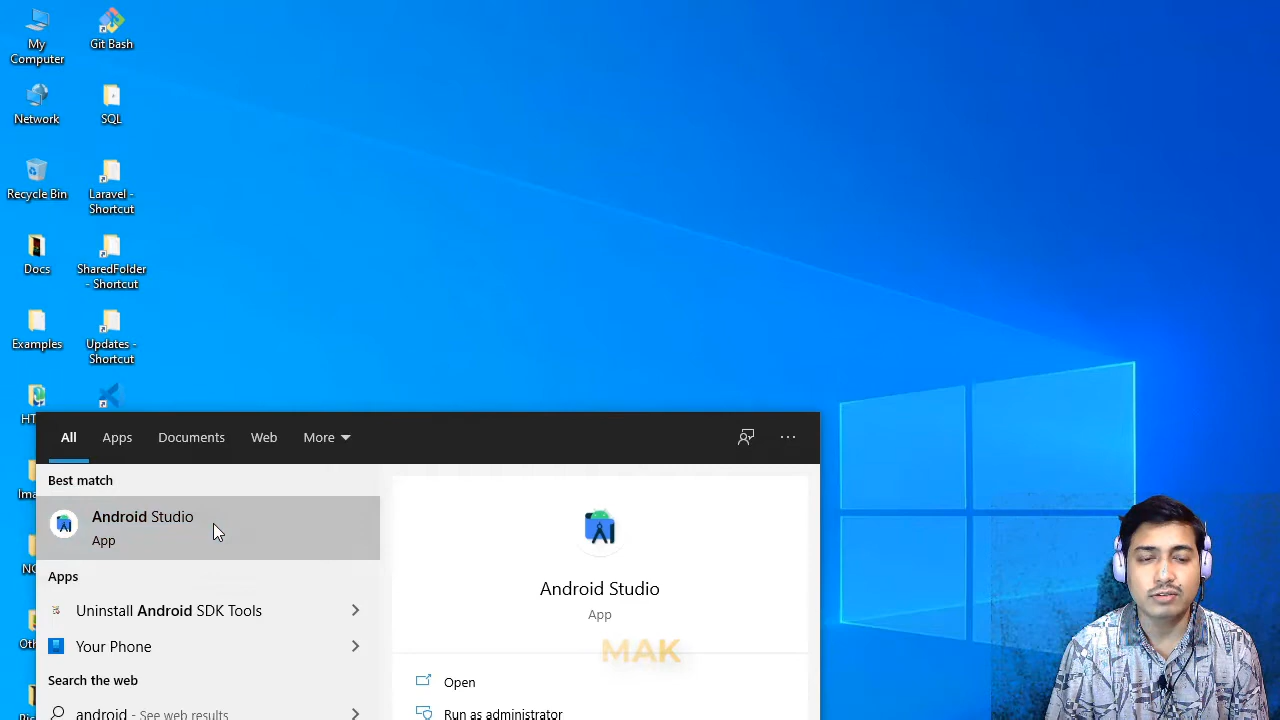 My
Computer
Git Bash
Network
SQL
Recycle Bin
Laravel -
Shortcut
Docs
SharedFolder
- Shortcut
Examples
Updates -
Shortcut
All
Apps
Documents
Web
More
Best match
Android Studio
App
Apps
Uninstall Android SDK Tools
Your Phone
Search the web
android - See web results
Android Studio
App
MAK
Open
Run as administrator